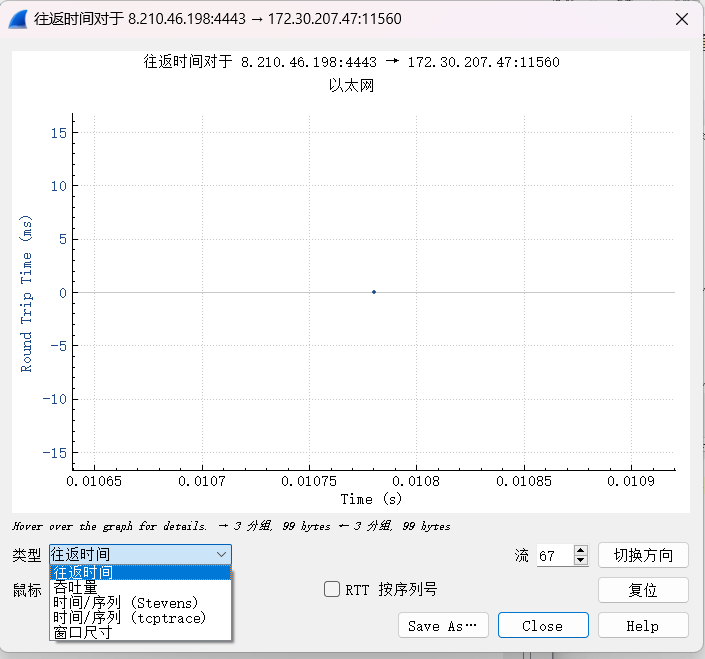 往返时间对于 8.210.46.198:4443 → 172.30.207.47:11560
往返时间对于 8.210.46.198:4443 → 172.30.207.47:11560
以太网
Round Trip Time (ms)
15
10
5
0
-5
-10
-15
0.01065
0.0107
0.01075
0.0108
0.01085
0.0109
Time (s)
Hover over the graph for details. → 3 分组, 99 bytes ← 3 分组, 99 bytes
类型 往返时间 流 67 切换方向
往返时间
吞吐量
时间/序列 (Stevens)
时间/序列 (tcptrace)
窗口尺寸
鼠标 RTT 按序列号 复位
Save As… Close Help